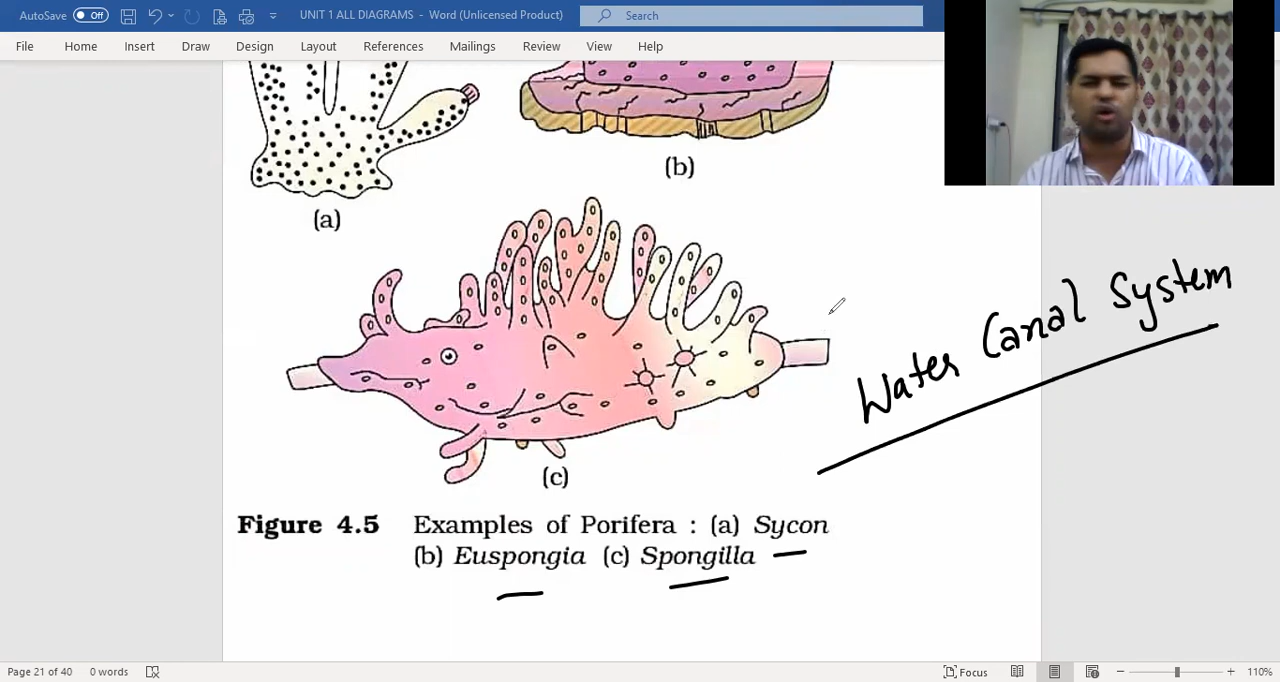 AutoSave Off
UNIT 1 ALL DIAGRAMS - Word (Unlicensed Product)
Search
File Home Insert Draw Design Layout References Mailings Review View Help
(a)
(b)
(c)
Water Canal System
Figure 4.5 Examples of Porifera : (a) Sycon
(b) Euspongia (c) Spongilla
Page 21 of 40 0 words
Focus
110%